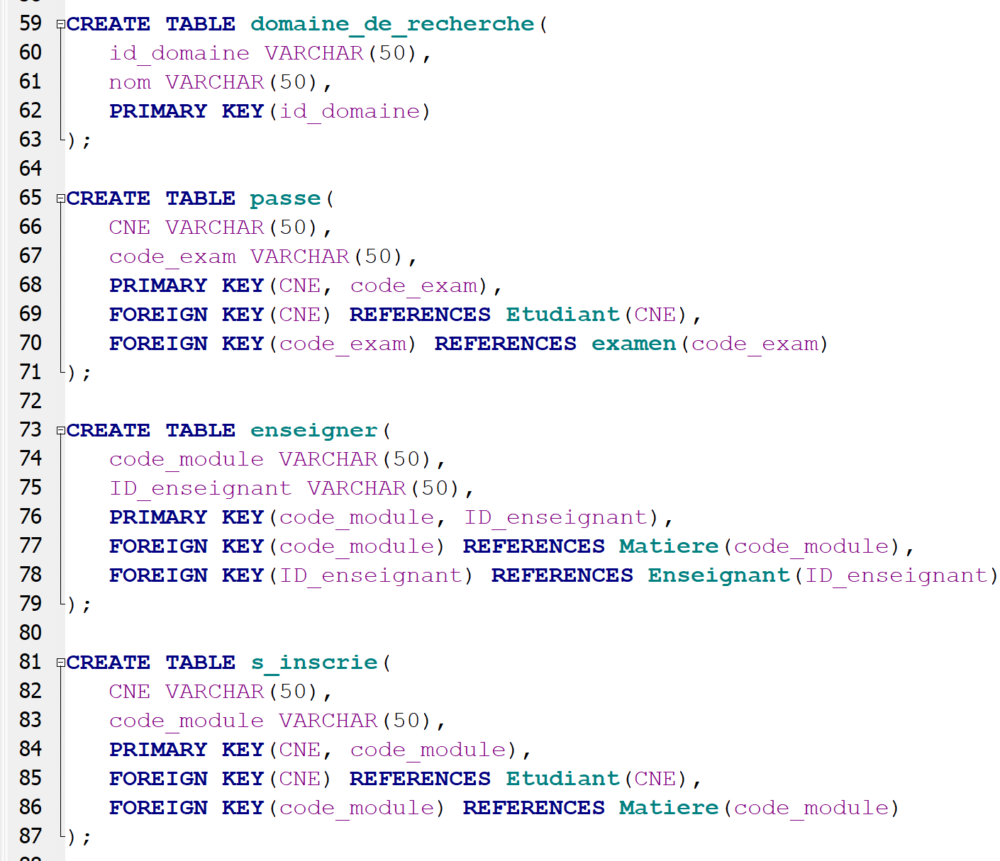 59 CREATE TABLE domaine_de_recherche(
60 id_domaine VARCHAR(50),
61 nom VARCHAR(50),
62 PRIMARY KEY(id_domaine)
63 );
64
65 CREATE TABLE passe(
66 CNE VARCHAR(50),
67 code_exam VARCHAR(50),
68 PRIMARY KEY(CNE, code_exam),
69 FOREIGN KEY(CNE) REFERENCES Etudiant(CNE),
70 FOREIGN KEY(code_exam) REFERENCES examen(code_exam)
71 );
72
73 CREATE TABLE enseigner(
74 code_module VARCHAR(50),
75 ID_enseignant VARCHAR(50),
76 PRIMARY KEY(code_module, ID_enseignant),
77 FOREIGN KEY(code_module) REFERENCES Matiere(code_module),
78 FOREIGN KEY(ID_enseignant) REFERENCES Enseignant(ID_enseignant)
79 );
80
81 CREATE TABLE s_inscrie(
82 CNE VARCHAR(50),
83 code_module VARCHAR(50),
84 PRIMARY KEY(CNE, code_module),
85 FOREIGN KEY(CNE) REFERENCES Etudiant(CNE),
86 FOREIGN KEY(code_module) REFERENCES Matiere(code_module)
87 );